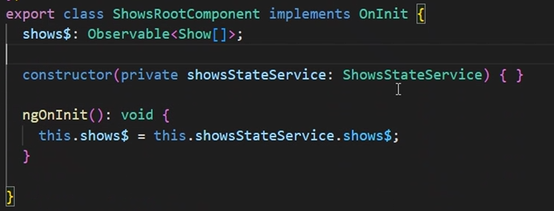 export class ShowsRootComponent implements OnInit {
shows$: Observable<Show[]>;
constructor(private showsStateService: ShowsStateService) { }
ngOnInit(): void {
this.shows$ = this.showsStateService.shows$;
}
}